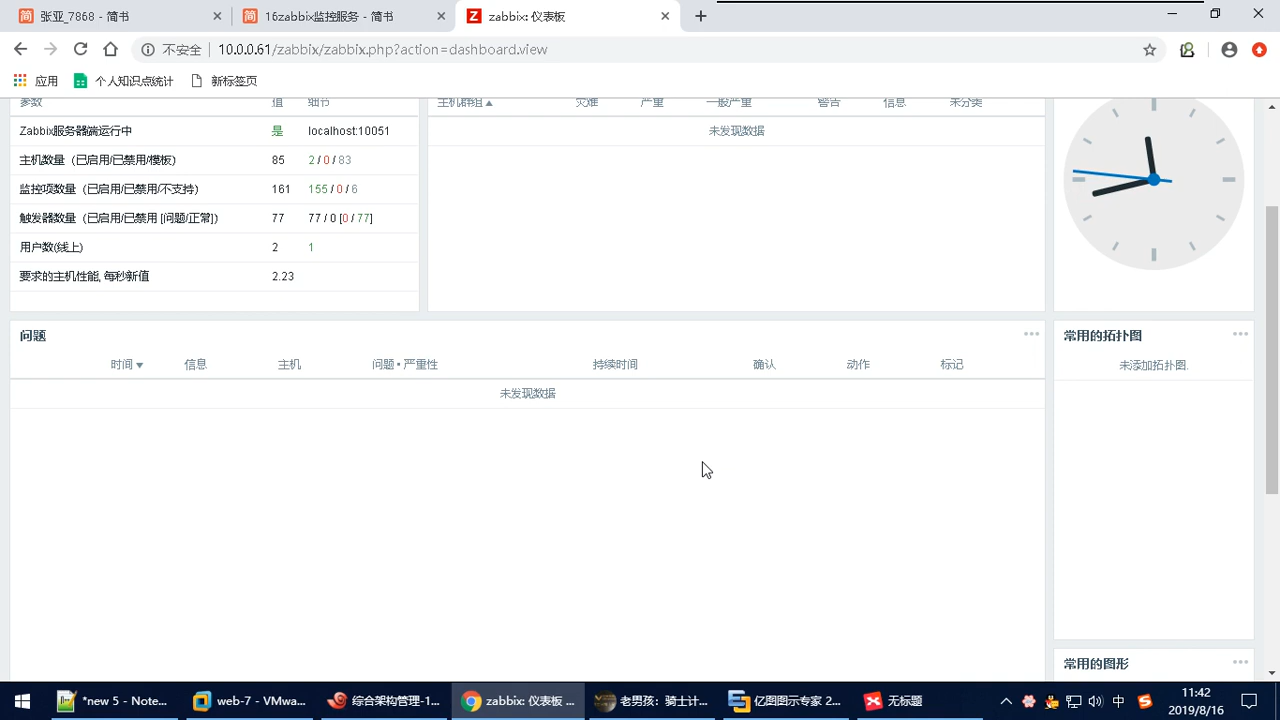 张亚_7868 - 简书
16zabbix监控服务 - 简书
zabbix: 仪表板
不安全 10.0.0.61/zabbix/zabbix.php?action=dashboard.view
应用 个人知识点统计 新标签页
参数 值 细节
Zabbix服务器端运行中 是 localhost:10051
主机数量（已启用/已禁用/模板） 85 2 / 0 / 83
监控项数量（已启用/已禁用/不支持） 161 155 / 0 / 6
触发器数量（已启用/已禁用 [问题/正常]） 77 77 / 0 [0 / 77]
用户数(线上) 2 1
要求的主机性能, 每秒新值 2.23
主机群组 灾难 严重 一般严重 警告 信息 未分类
未发现数据
问题
时间 信息 主机 问题 • 严重性 持续时间 确认 动作 标记
未发现数据
常用的拓扑图
未添加拓扑图.
常用的图形
*new 5 - Note...
web-7 - VMwa...
综合架构管理-1...
zabbix: 仪表板 ...
老男孩：骑士计...
亿图图示专家 2...
无标题
中
11:42
2019/8/16